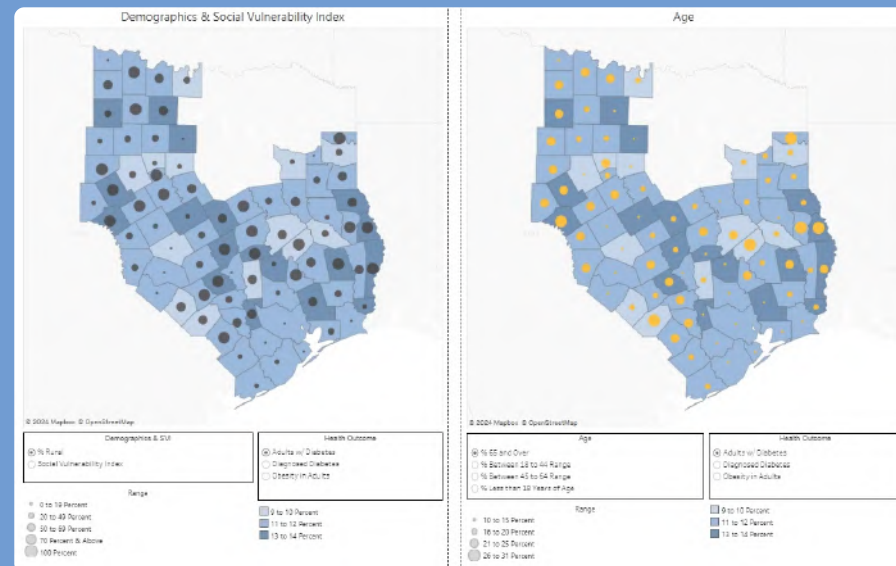 Demographics & Social Vulnerability Index
© 2024 Mapbox © OpenStreetMap
Demographics & SVI
% Rural
Social Vulnerability Index
Health Outcome
Adults w/ Diabetes
Diagnosed Diabetes
Obesity in Adults
Range
0 to 19 Percent
20 to 49 Percent
50 to 69 Percent
70 Percent & Above
100 Percent
9 to 10 Percent
11 to 12 Percent
13 to 14 Percent
Age
© 2024 Mapbox © OpenStreetMap
Age
% 65 and Over
% Between 18 to 44 Range
% Between 45 to 64 Range
% Less than 18 Years of Age
Health Outcome
Adults w/ Diabetes
Diagnosed Diabetes
Obesity in Adults
Range
10 to 15 Percent
16 to 20 Percent
21 to 25 Percent
26 to 31 Percent
9 to 10 Percent
11 to 12 Percent
13 to 14 Percent